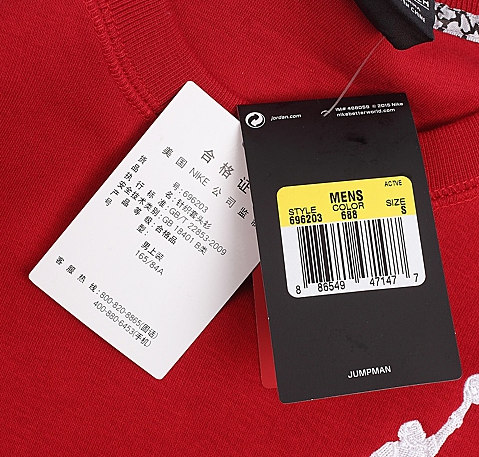 合格证
美国 NIKE 公司监制
货号: 696203
品名: 针织套头衫
执行标准: GB/T 22853-2009
安全技术类别: GB 18401 B类
产品等级: 合格品
型: 男上装
165/84A
客服热线: 800-820-8865(固话)
400-880-6453(手机)
jordan.com
© 2015 Nike
nikebetterworld.com
ACTVE
MENS
STYLE COLOR SIZE
696203 688 S
8 86549 47147 7
JUMPMAN